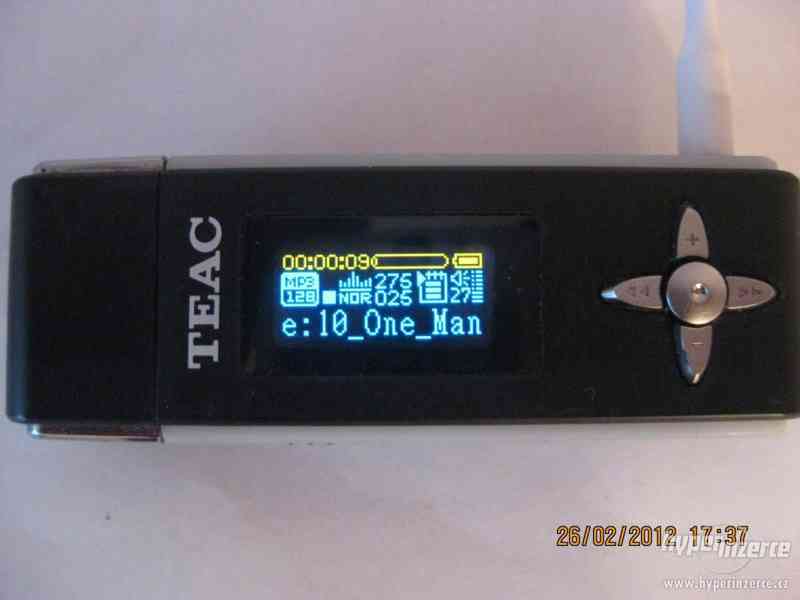 TEAC
00:00:09
MP3 275
128 NOR 025 27
e:10_One_Man
+
-
26/02/2012 17:37
hyperinzerce
www.hyperinzerce.cz